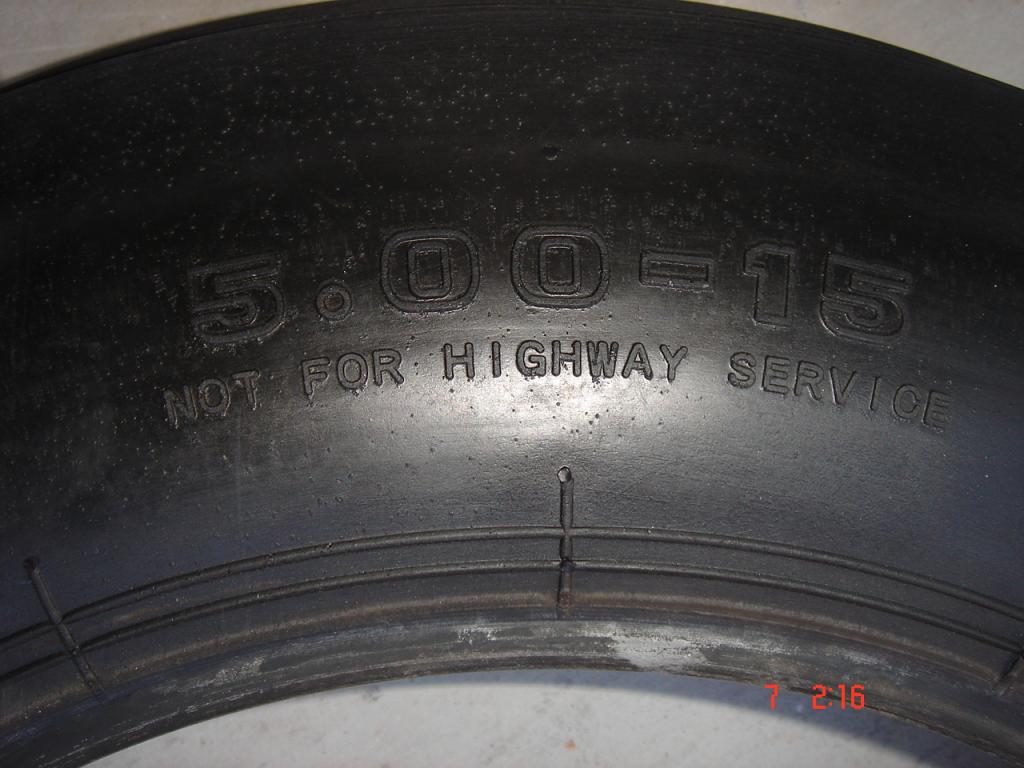 5.00-15
NOT FOR HIGHWAY SERVICE
7 2:16